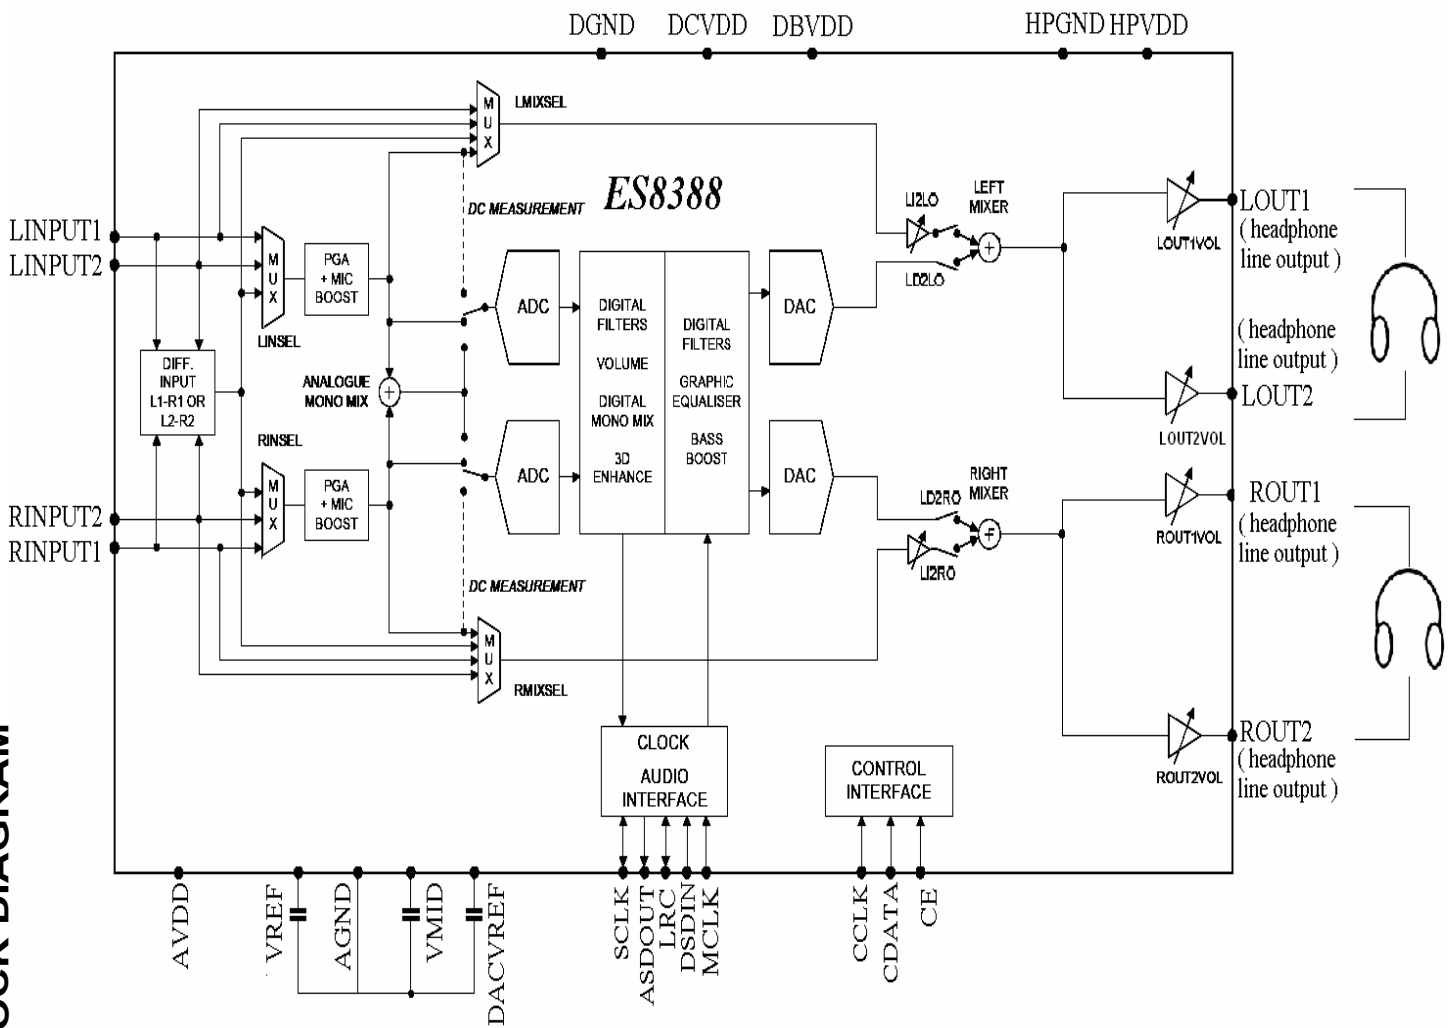 DGND DCVDD DBVDD HPGND HPVDD
MUX
LMIXSEL
ES8388
DC MEASUREMENT
LINPUT1
LINPUT2
MUX
LINSEL
PGA
+ MIC
BOOST
DIFF.
INPUT
L1-R1 OR
L2-R2
ANALOGUE
MONO MIX
RINSEL
MUX
PGA
+ MIC
BOOST
RINPUT2
RINPUT1
ADC
ADC
DIGITAL
FILTERS
VOLUME
DIGITAL
MONO MIX
3D
ENHANCE
DIGITAL
FILTERS
GRAPHIC
EQUALISER
BASS
BOOST
DAC
DAC
LI2LO
LD2LO
LEFT
MIXER
LD2RO
LI2RO
RIGHT
MIXER
LOUT1VOL
LOUT1
( headphone
line output )
( headphone
line output )
LOUT2
LOUT2VOL
ROUT1
( headphone
line output )
ROUT1VOL
ROUT2
( headphone
line output )
ROUT2VOL
DC MEASUREMENT
MUX
RMIXSEL
CLOCK
AUDIO
INTERFACE
CONTROL
INTERFACE
AVDD
VREF
AGND
VMID
DACVREF
SCLK
ASDOUT
LRC
DSDIN
MCLK
CCLK
CDATA
CE
DIAGRAM